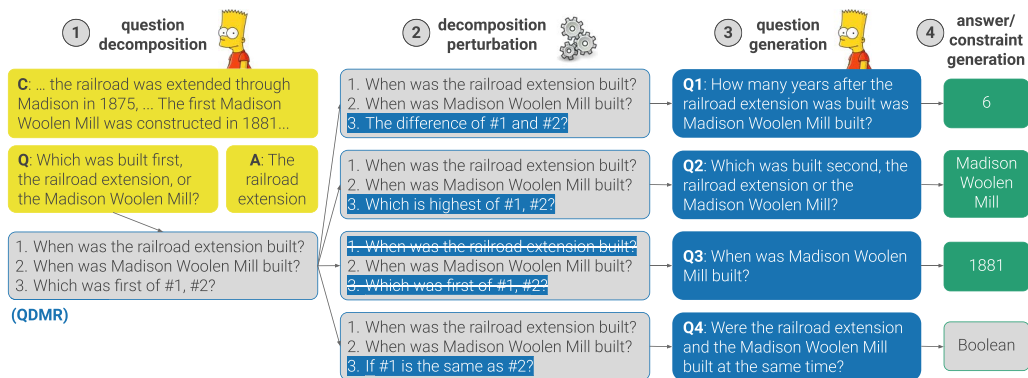 1 question decomposition
2 decomposition perturbation
3 question generation
4 answer/ constraint generation
C: ... the railroad was extended through
Madison in 1875, ... The first Madison
Woolen Mill was constructed in 1881...
Q: Which was built first,
the railroad extension, or
the Madison Woolen Mill?
A: The
railroad
extension
1. When was the railroad extension built?
2. When was Madison Woolen Mill built?
3. Which was first of #1, #2?
(QDMR)
1. When was the railroad extension built?
2. When was Madison Woolen Mill built?
3. The difference of #1 and #2?
1. When was the railroad extension built?
2. When was Madison Woolen Mill built?
3. Which is highest of #1, #2?
1. When was the railroad extension built?
2. When was Madison Woolen Mill built?
3. Which was first of #1, #2?
1. When was the railroad extension built?
2. When was Madison Woolen Mill built?
3. If #1 is the same as #2?
Q1: How many years after the
railroad extension was built was
Madison Woolen Mill built?
Q2: Which was built second, the
railroad extension or the
Madison Woolen Mill?
Q3: When was Madison Woolen
Mill built?
Q4: Were the railroad extension
and the Madison Woolen Mill
built at the same time?
6
Madison
Woolen
Mill
1881
Boolean